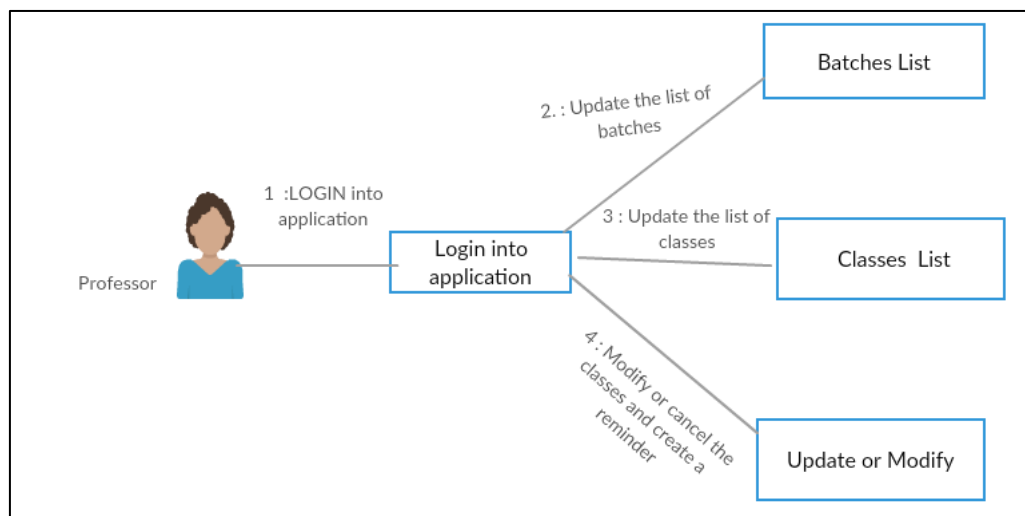 Batches List
2. : Update the list of
batches
1 :LOGIN into
application
3 : Update the list of
classes
Login into
application
Classes List
Professor
4 : Modify or cancel the
classes and create a
reminder
Update or Modify